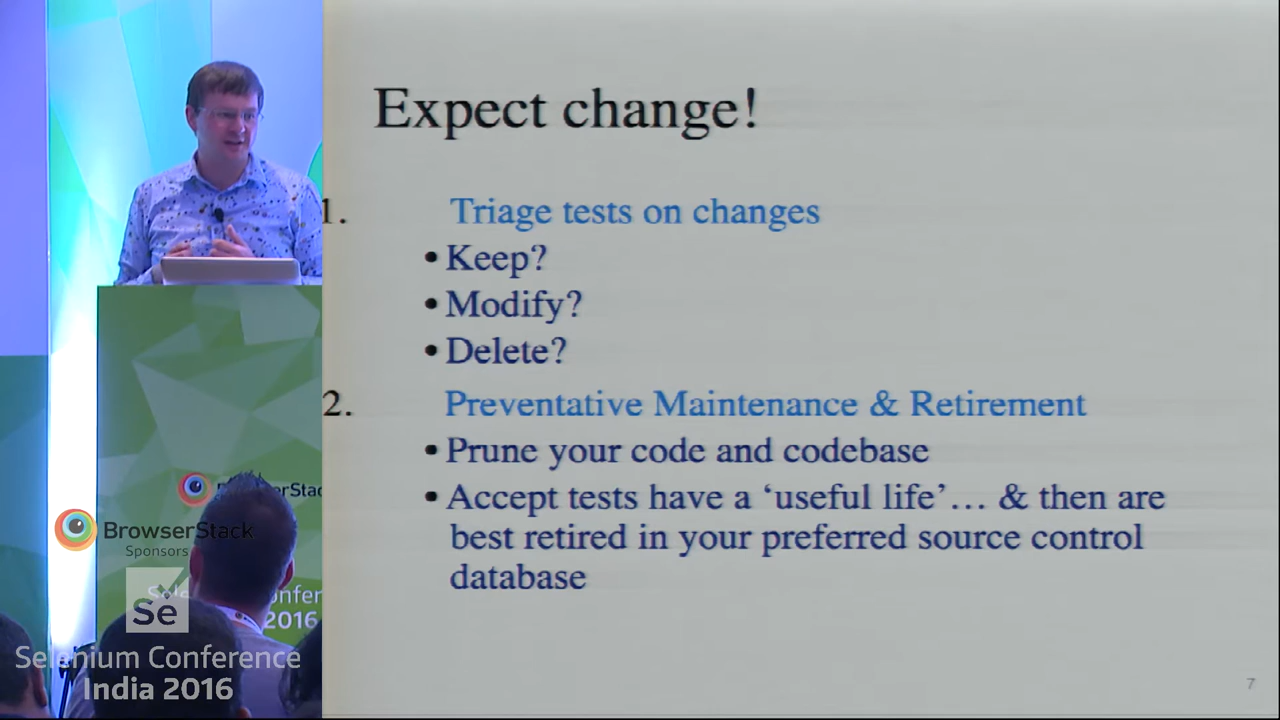 Expect change!
1. Triage tests on changes
• Keep?
• Modify?
• Delete?
2. Preventative Maintenance & Retirement
• Prune your code and codebase
• Accept tests have a ‘useful life’… & then are
best retired in your preferred source control
database
7
BrowserStack
Sponsors
2016
Se
Selenium Conference
India 2016